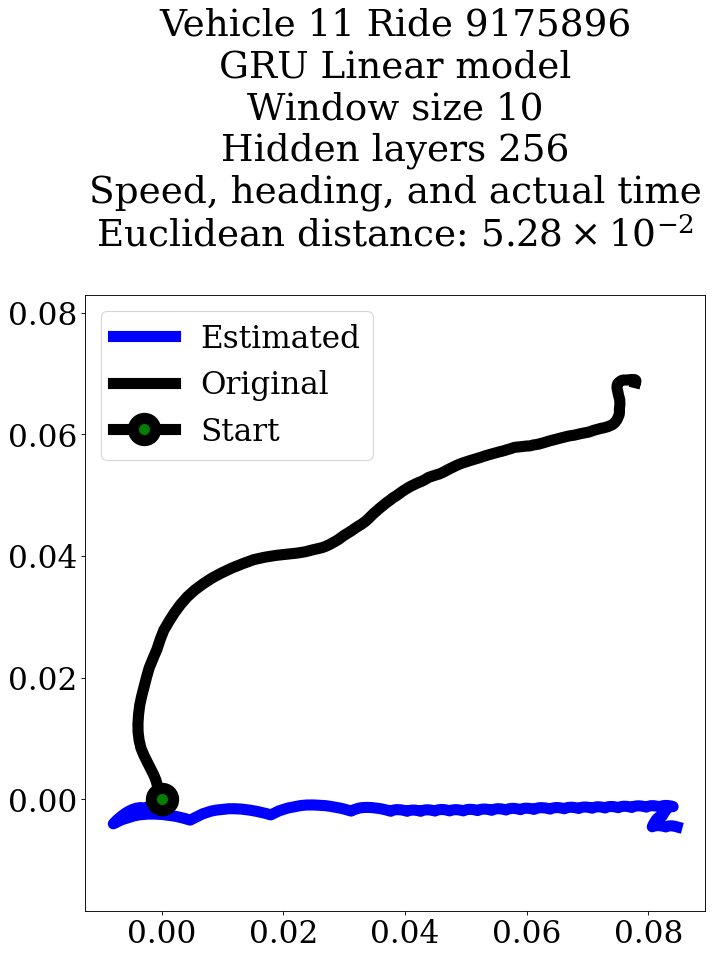 Vehicle 11 Ride 9175896
GRU Linear model
Window size 10
Hidden layers 256
Speed, heading, and actual time
Euclidean distance: 5.28 × 10⁻²
0.08
0.06
0.04
0.02
0.00
Estimated
Original
Start
0.00 0.02 0.04 0.06 0.08